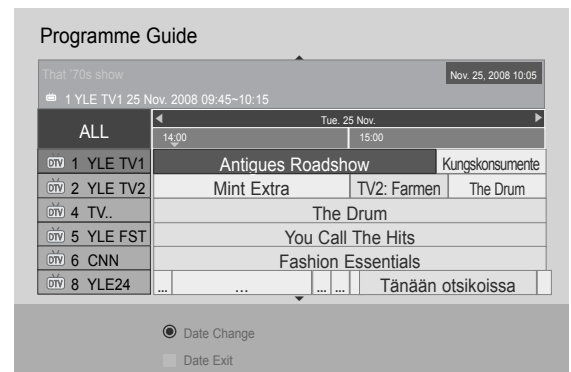 Programme Guide
That '70s show
Nov. 25, 2008 10:05
1 YLE TV1 25 Nov. 2008 09:45~10:15
ALL
Tue. 25 Nov.
14:00 15:00
DTV 1 YLE TV1 Antigues Roadshow Kungskonsumente
DTV 2 YLE TV2 Mint Extra TV2: Farmen The Drum
DTV 4 TV.. The Drum
DTV 5 YLE FST You Call The Hits
DTV 6 CNN Fashion Essentials
DTV 8 YLE24 ... ... ... ... Tänään otsikoissa
Date Change
Date Exit